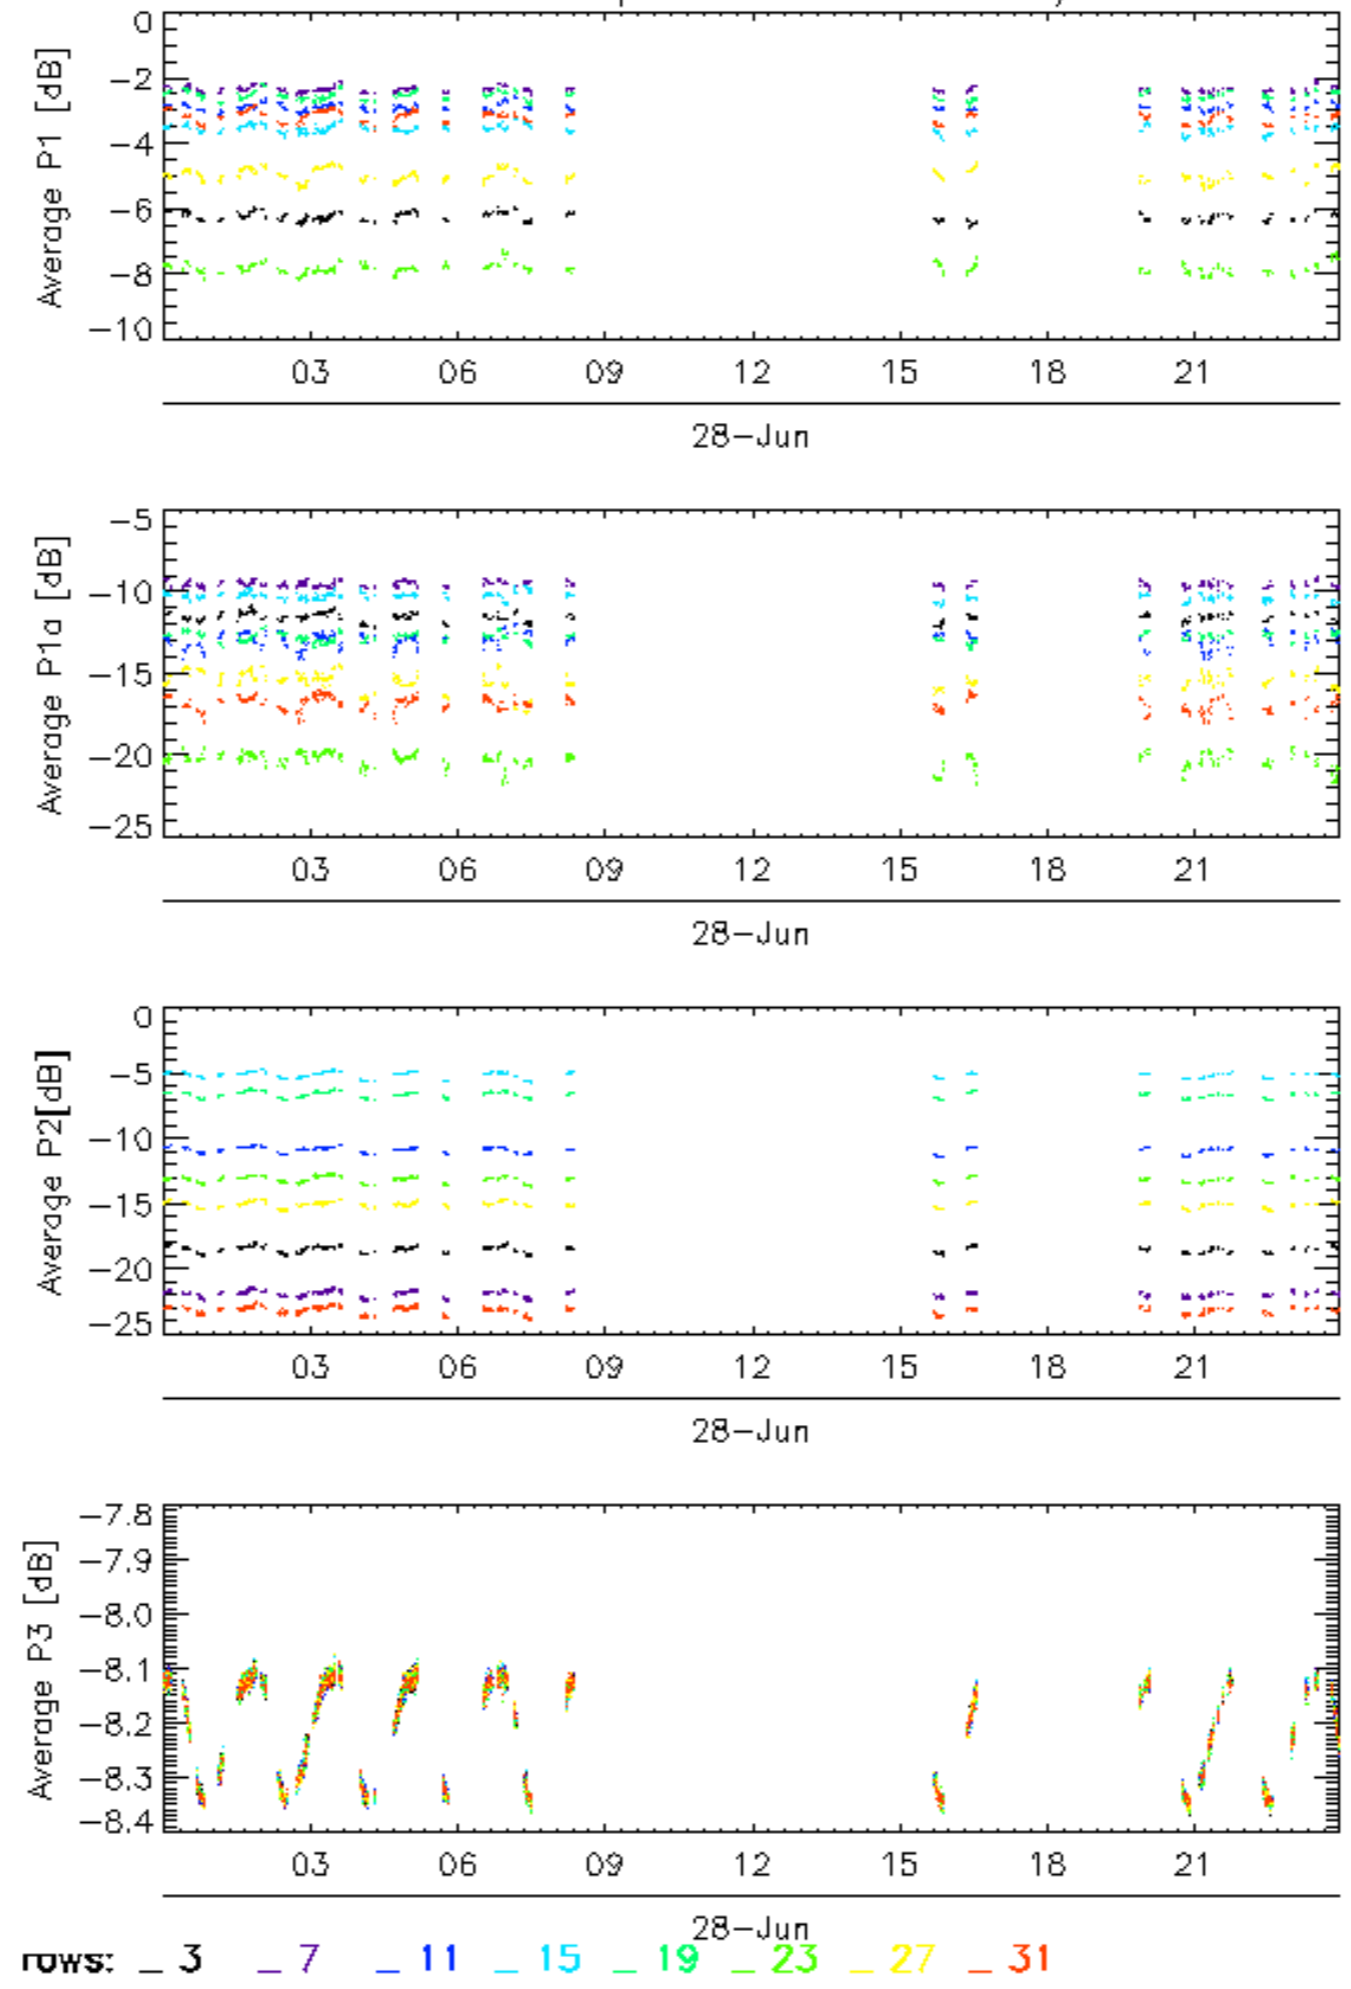 0
−2
−4
−6
−8
−10
Average P1 [dB]
03 06 09 12 15 18 21
28−Jun
−5
−10
−15
−20
−25
Average P1a [dB]
03 06 09 12 15 18 21
28−Jun
0
−5
−10
−15
−20
−25
Average P2[dB]
03 06 09 12 15 18 21
28−Jun
−7.8
−7.9
−8.0
−8.1
−8.2
−8.3
−8.4
Average P3 [dB]
03 06 09 12 15 18 21
28−Jun
rows: _ 3 _ 7 _ 11 _ 15 _ 19 _ 23 _ 27 _ 31